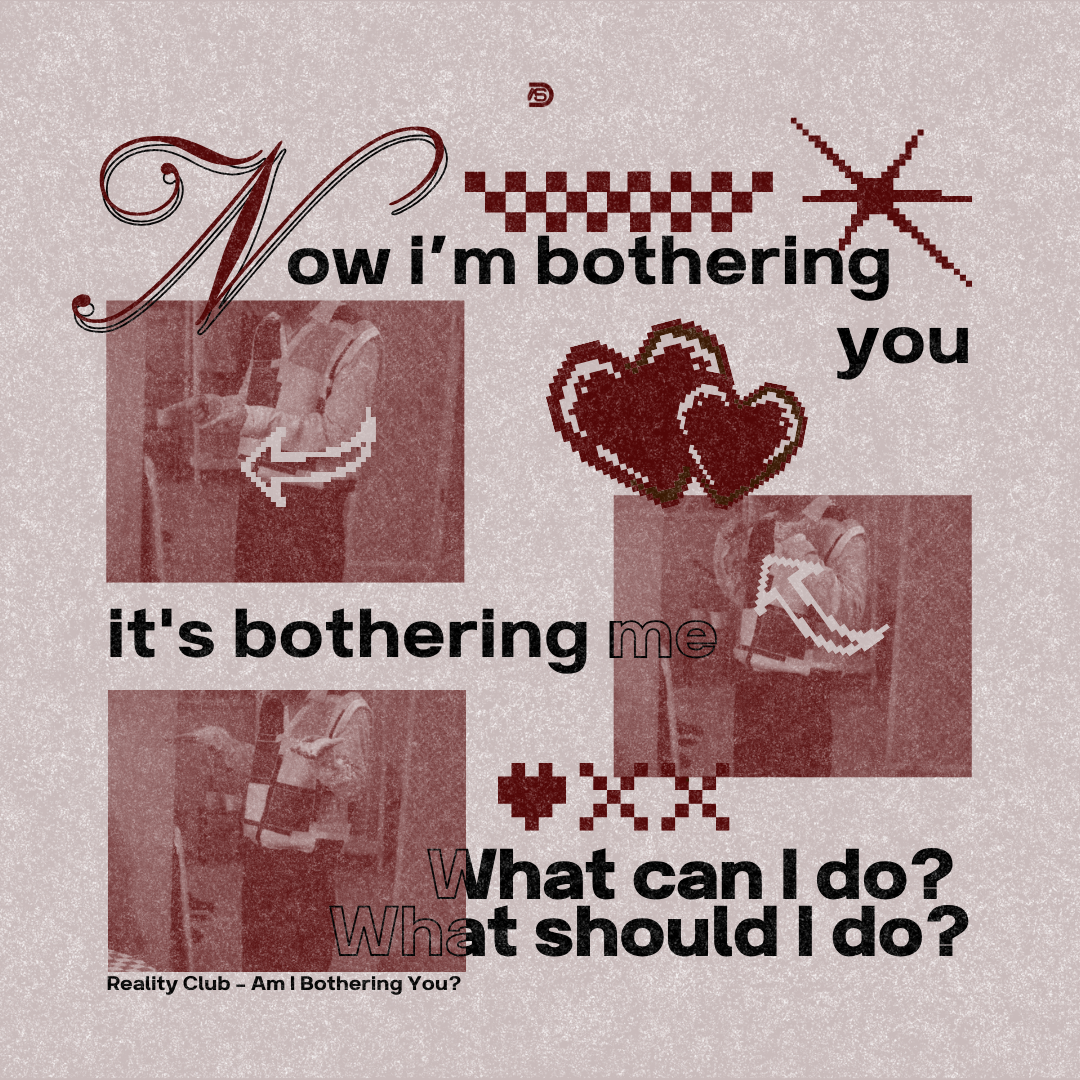 Now i'm bothering
you
it's bothering me
What can I do?
What should I do?
Reality Club – Am I Bothering You?